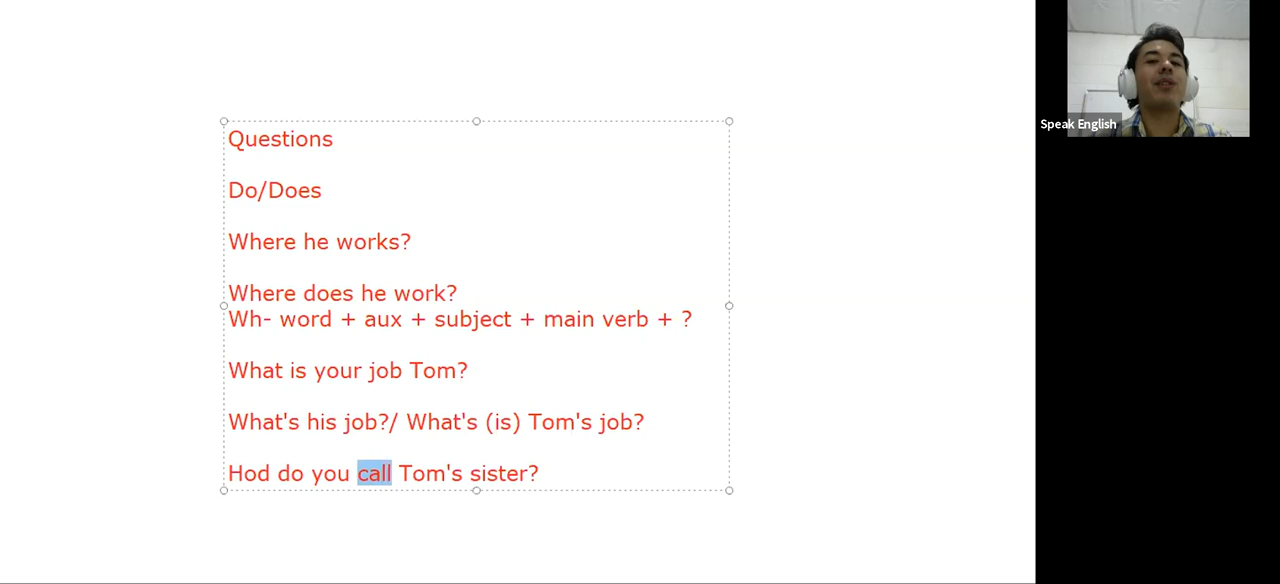 Questions
Do/Does
Where he works?
Where does he work?
Wh- word + aux + subject + main verb + ?
What is your job Tom?
What's his job?/ What's (is) Tom's job?
Hod do you call Tom's sister?
Speak English